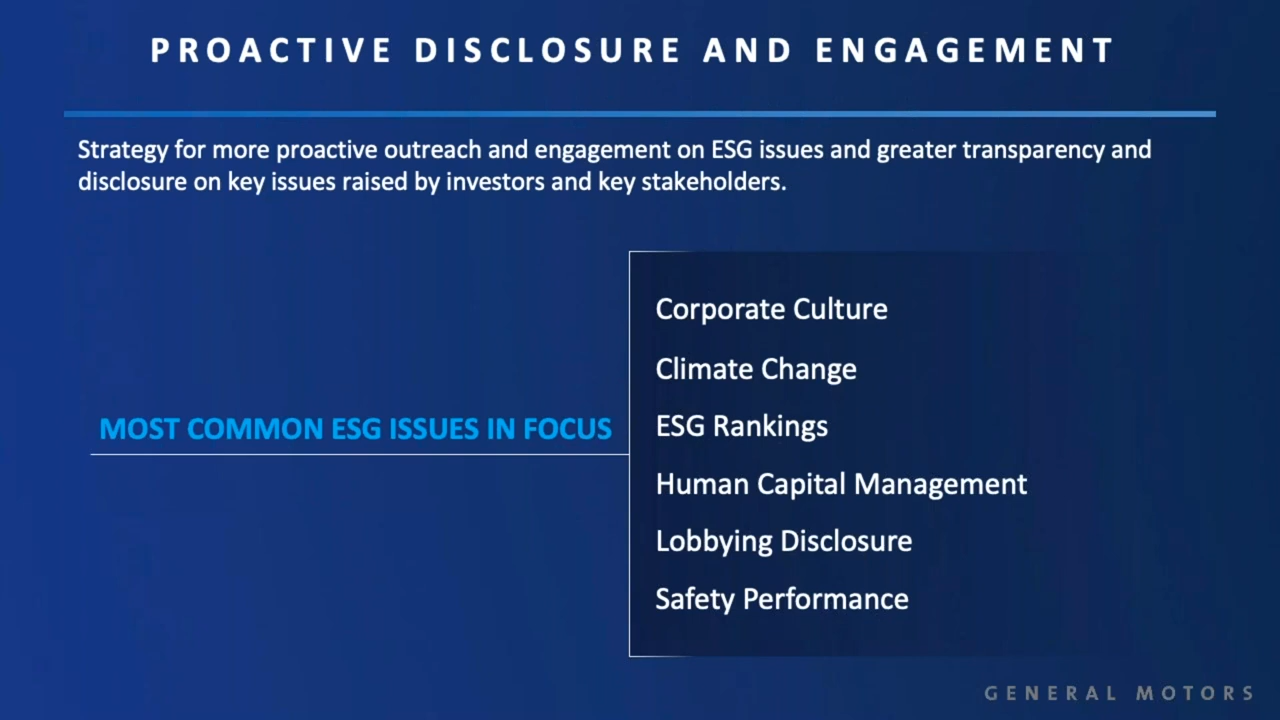 PROACTIVE DISCLOSURE AND ENGAGEMENT
Strategy for more proactive outreach and engagement on ESG issues and greater transparency and
disclosure on key issues raised by investors and key stakeholders.
MOST COMMON ESG ISSUES IN FOCUS
Corporate Culture
Climate Change
ESG Rankings
Human Capital Management
Lobbying Disclosure
Safety Performance
GENERAL MOTORS